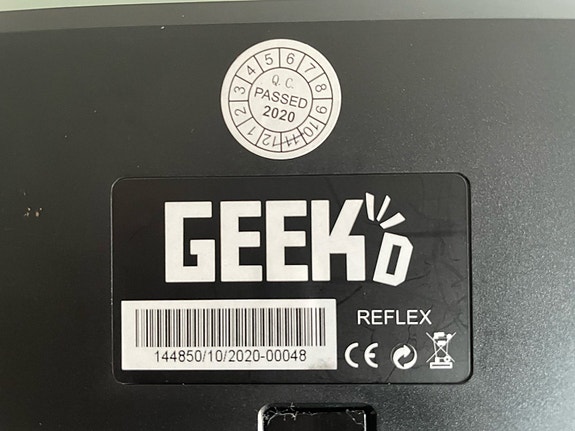 1 2 3 4 5 6 7 8 9 10 11 12
Q.C.
PASSED
2020
GEEK'D
REFLEX
144850/10/2020-00048
CE